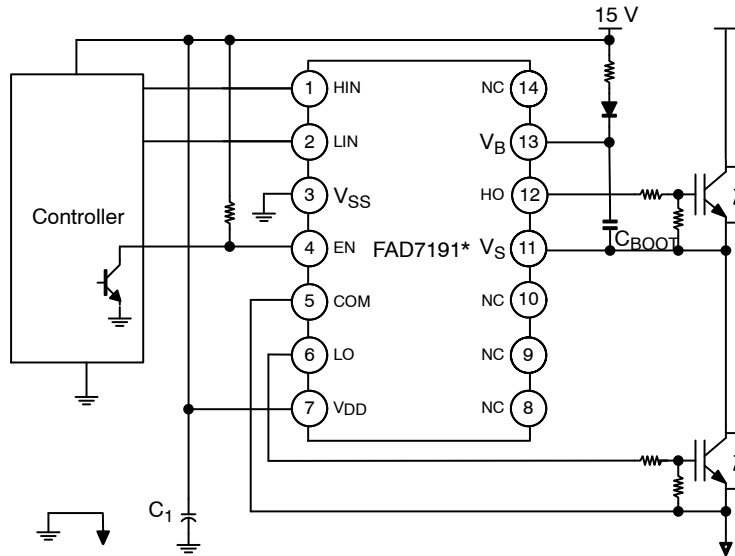 15 V
1 HIN NC 14
2 LIN VB 13
3 VSS HO 12
Controller
4 EN FAD7191* VS 11 CBOOT
5 COM NC 10
6 LO NC 9
7 VDD NC 8
C1